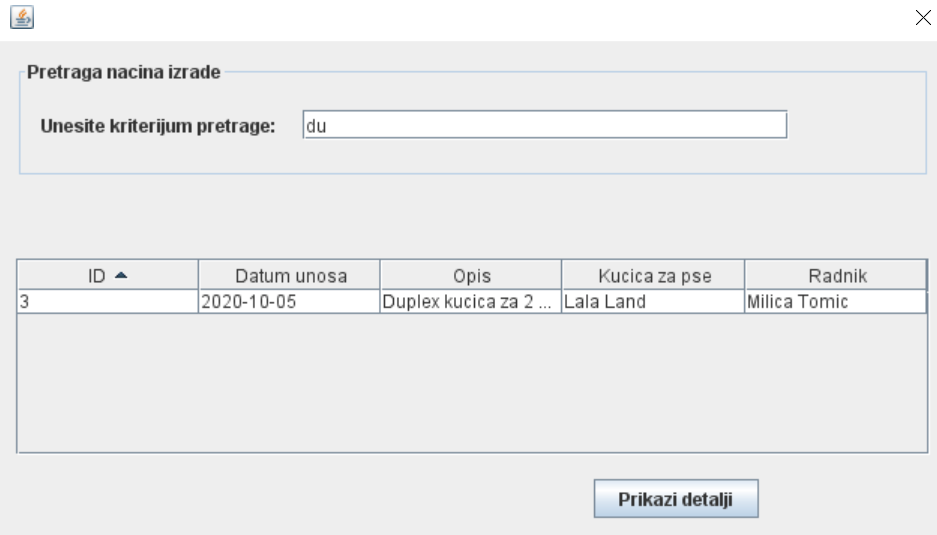 Pretraga nacina izrade
Unesite kriterijum pretrage: du
ID Datum unosa Opis Kucica za pse Radnik
3 2020-10-05 Duplex kucica za 2 ... Lala Land Milica Tomic
Prikazi detalji